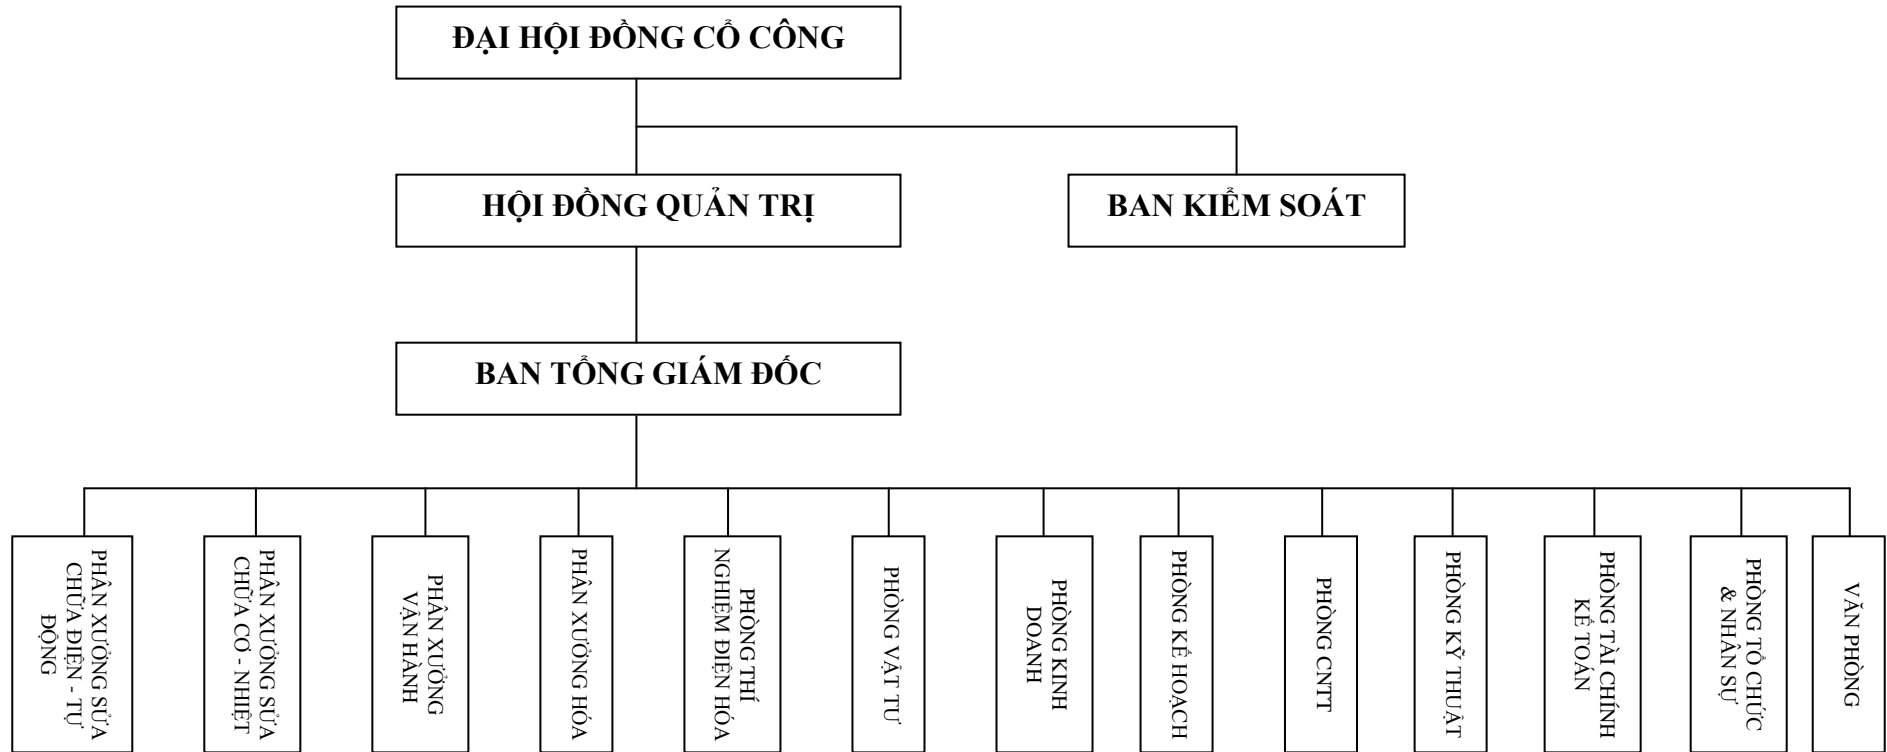 ĐẠI HỘI ĐỒNG CỔ CÔNG
HỘI ĐỒNG QUẢN TRỊ
BAN KIỂM SOÁT
BAN TỔNG GIÁM ĐỐC
PHÂN XƯỞNG SỬA
CHỮA ĐIỆN - TỰ
ĐỘNG
PHÂN XƯỞNG SỬA
CHỮA CƠ - NHIỆT
PHÂN XƯỞNG
VẬN HÀNH
PHÂN XƯỞNG HÓA
PHÒNG THÍ
NGHIỆM ĐIỆN HÓA
PHÒNG VẬT TƯ
PHÒNG KINH
DOANH
PHÒNG KẾ HOẠCH
PHÒNG CNTT
PHÒNG KỸ THUẬT
PHÒNG TÀI CHÍNH
KẾ TOÁN
PHÒNG TỔ CHỨC
& NHÂN SỰ
VĂN PHÒNG